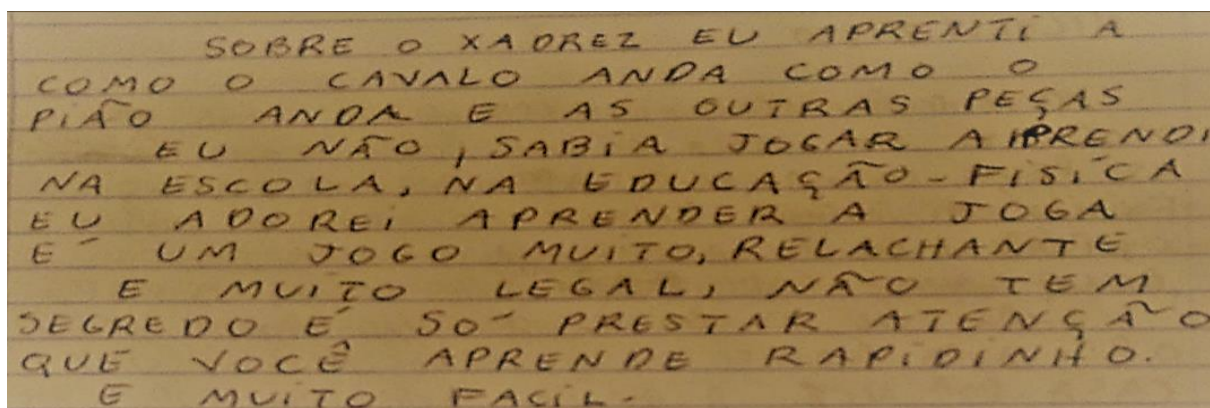 SOBRE O XADREZ EU APRENTI A
COMO O CAVALO ANDA COMO O
PIÃO ANDA E AS OUTRAS PEÇAS
EU NÃO, SABIA JOGAR APRENDI
NA ESCOLA, NA EDUCAÇÃO-FISÍCA
EU ADOREI APRENDER A JOGA
É UM JOGO MUITO, RELACHANTE
E MUITO LEGAL, NÃO TEM
SEGREDO É SÓ PRESTAR ATENÇÃO
QUE VOCÊ APRENDE RAPIDINHO.
E MUITO FACIL.